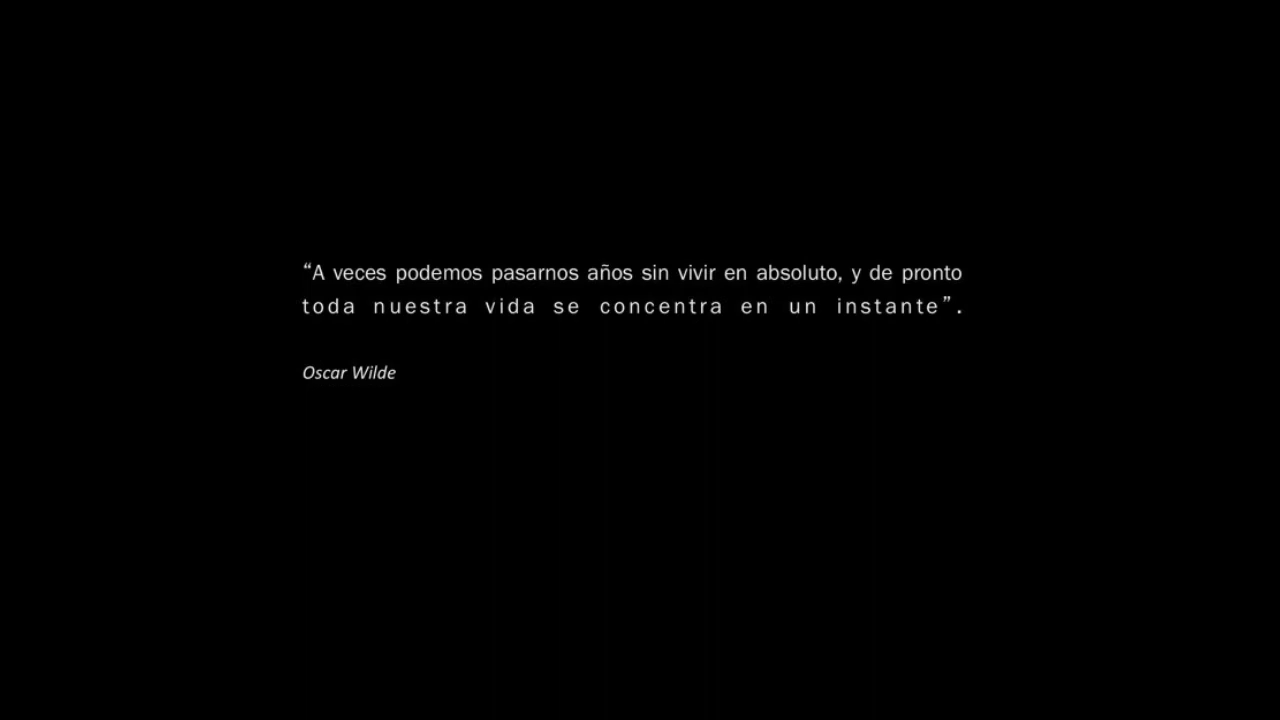 “A veces podemos pasarnos años sin vivir en absoluto, y de pronto
toda nuestra vida se concentra en un instante”.
Oscar Wilde